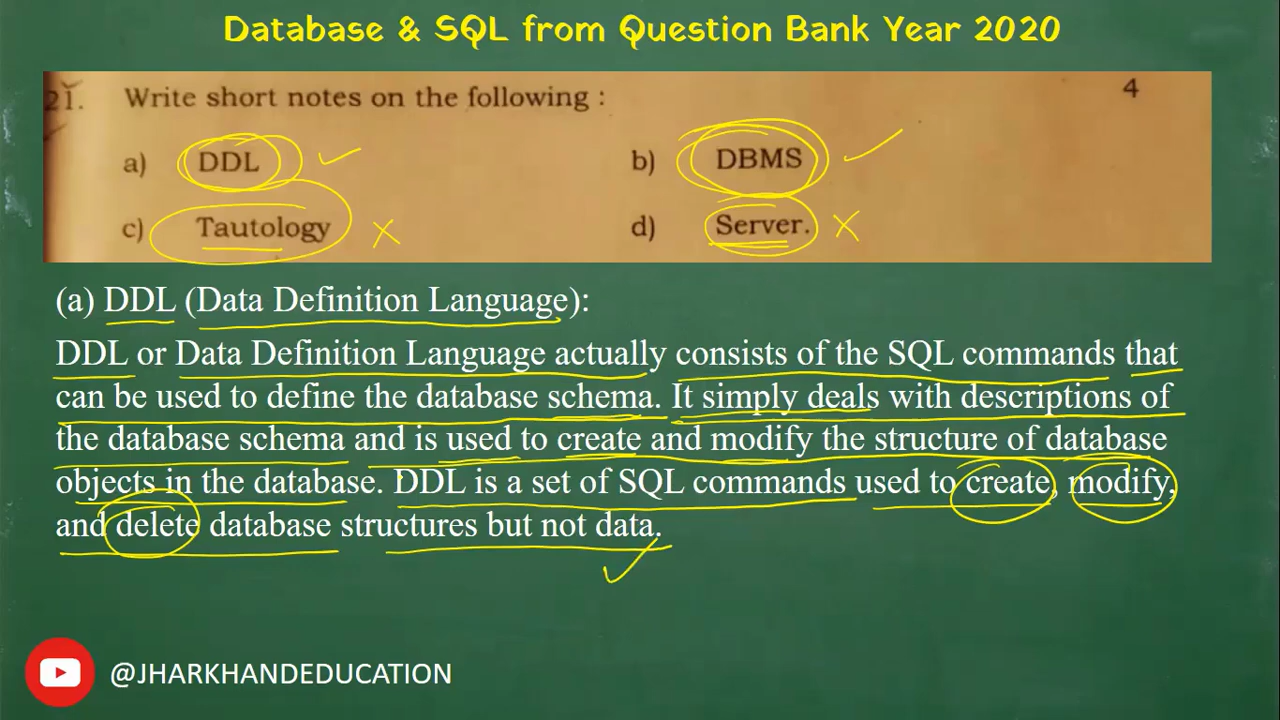 Database & SQL from Question Bank Year 2020
21. Write short notes on the following : 4
a) DDL b) DBMS
c) Tautology d) Server.
(a) DDL (Data Definition Language):
DDL or Data Definition Language actually consists of the SQL commands that
can be used to define the database schema. It simply deals with descriptions of
the database schema and is used to create and modify the structure of database
objects in the database. DDL is a set of SQL commands used to create, modify,
and delete database structures but not data.
@JHARKHANDEDUCATION